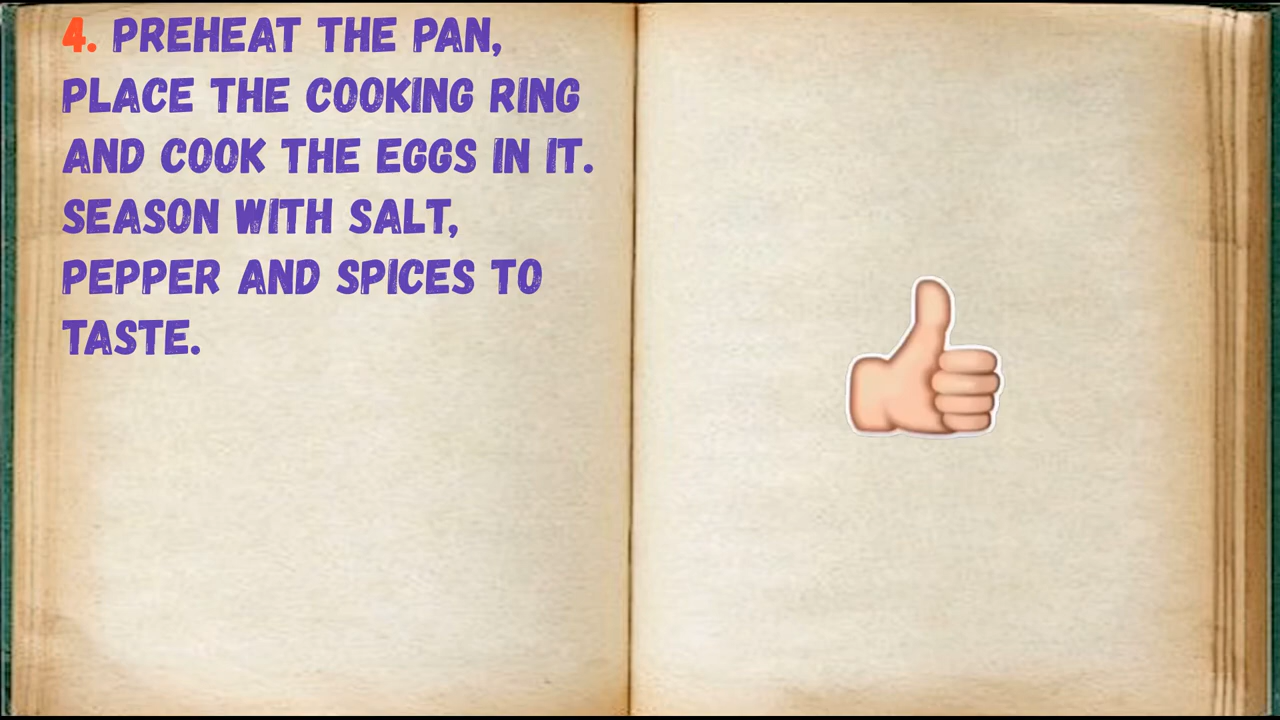 4. PREHEAT THE PAN,
PLACE THE COOKING RING
AND COOK THE EGGS IN IT.
SEASON WITH SALT,
PEPPER AND SPICES TO
TASTE.